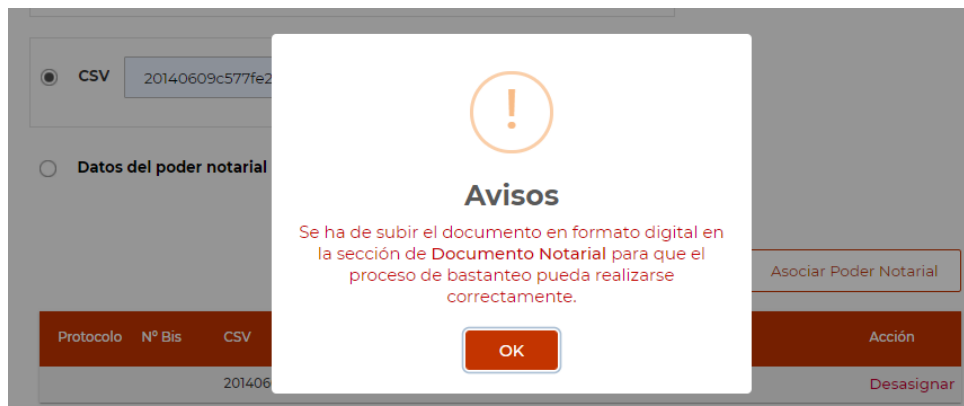 CSV
20140609c577fe2
Datos del poder notarial
!
Avisos
Se ha de subir el documento en formato digital en
la sección de Documento Notarial para que el
proceso de bastanteo pueda realizarse
correctamente.
OK
Asociar Poder Notarial
Protocolo Nº Bis CSV Acción
201406 Desasignar